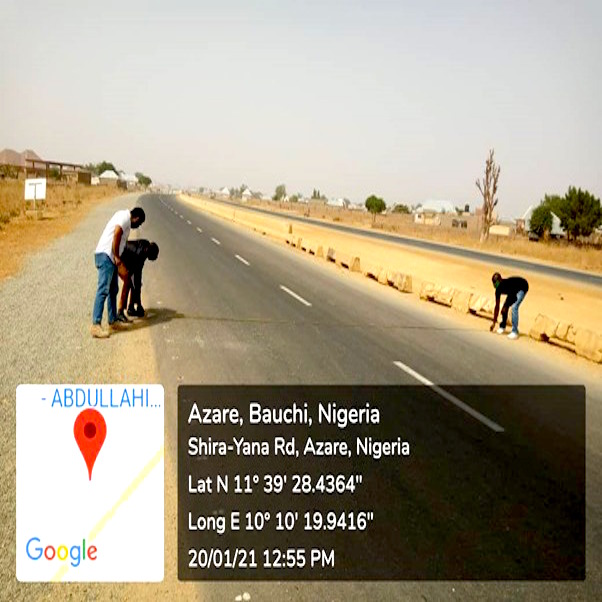 - ABDULLAHI...
Google
Azare, Bauchi, Nigeria
Shira-Yana Rd, Azare, Nigeria
Lat N 11° 39' 28.4364"
Long E 10° 10' 19.9416"
20/01/21 12:55 PM